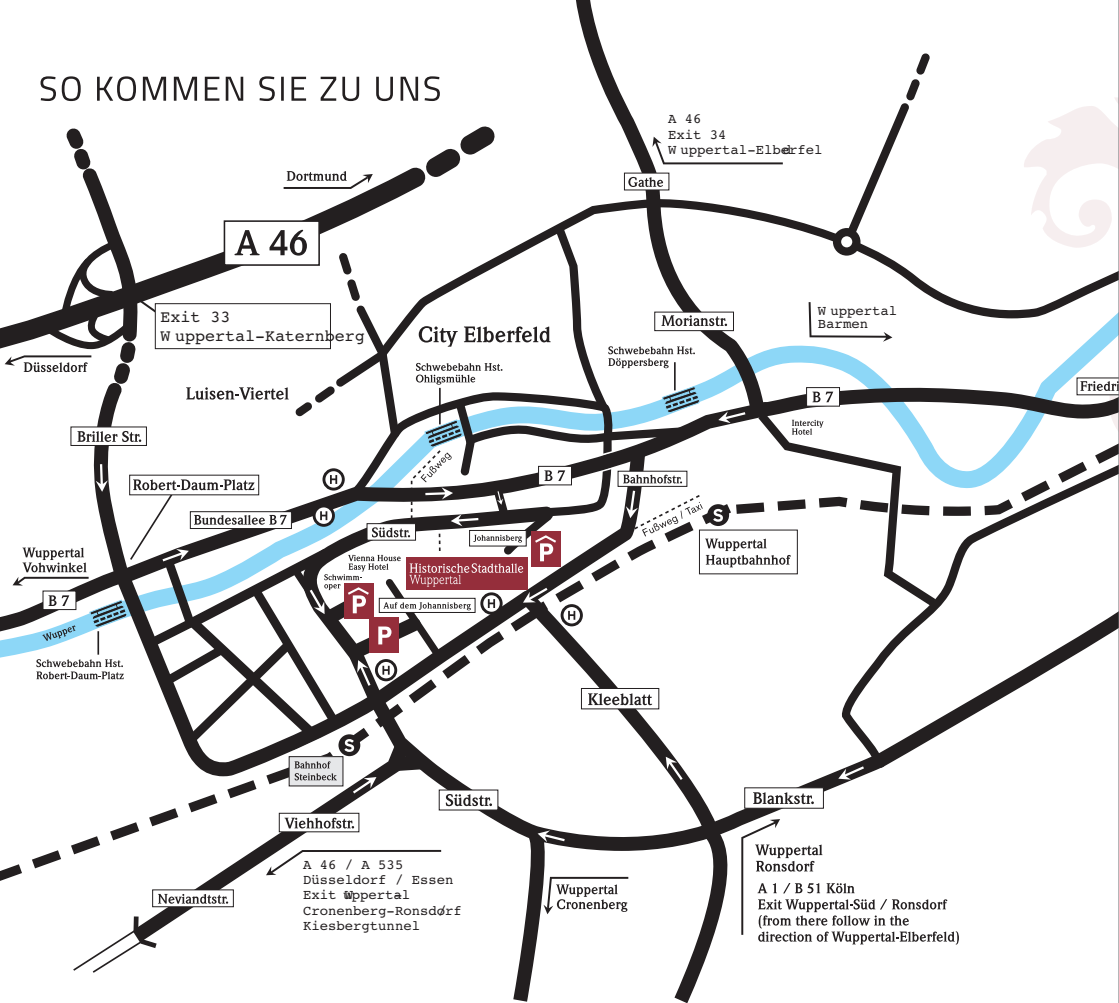 SO KOMMEN SIE ZU UNS
A 46
Exit 34
Wuppertal-Elberfel
Dortmund
Gathe
A 46
Exit 33
Wuppertal-Katernberg
Wuppertal
Barmen
Morianstr.
City Elberfeld
Düsseldorf
Schwebebahn Hst.
Döppersberg
Schwebebahn Hst.
Ohligsmühle
Luisen-Viertel
Friedri
B 7
Intercity
Hotel
Briller Str.
Fußweg
H
B 7
Bahnhofstr.
Robert-Daum-Platz
H
Bundesallee B 7
Südstr.
Johannisberg
Fußweg / Taxi
S
Wuppertal
Hauptbahnhof
Wuppertal
Vohwinkel
Vienna House
Easy Hotel
Historische Stadthalle
Wuppertal
P
Schwimm-
oper
P
Auf dem Johannisberg
H
H
B 7
Wupper
P
Schwebebahn Hst.
Robert-Daum-Platz
H
Kleeblatt
S
Bahnhof
Steinbeck
Südstr.
Blankstr.
Viehhofstr.
A 46 / A 535
Düsseldorf / Essen
Exit Wuppertal-
Cronenberg-Ronsdorf
Kiesbergtunnel
Neviandtstr.
Wuppertal
Cronenberg
Wuppertal
Ronsdorf
A 1 / B 51 Köln
Exit Wuppertal-Süd / Ronsdorf
(from there follow in the
direction of Wuppertal-Elberfeld)